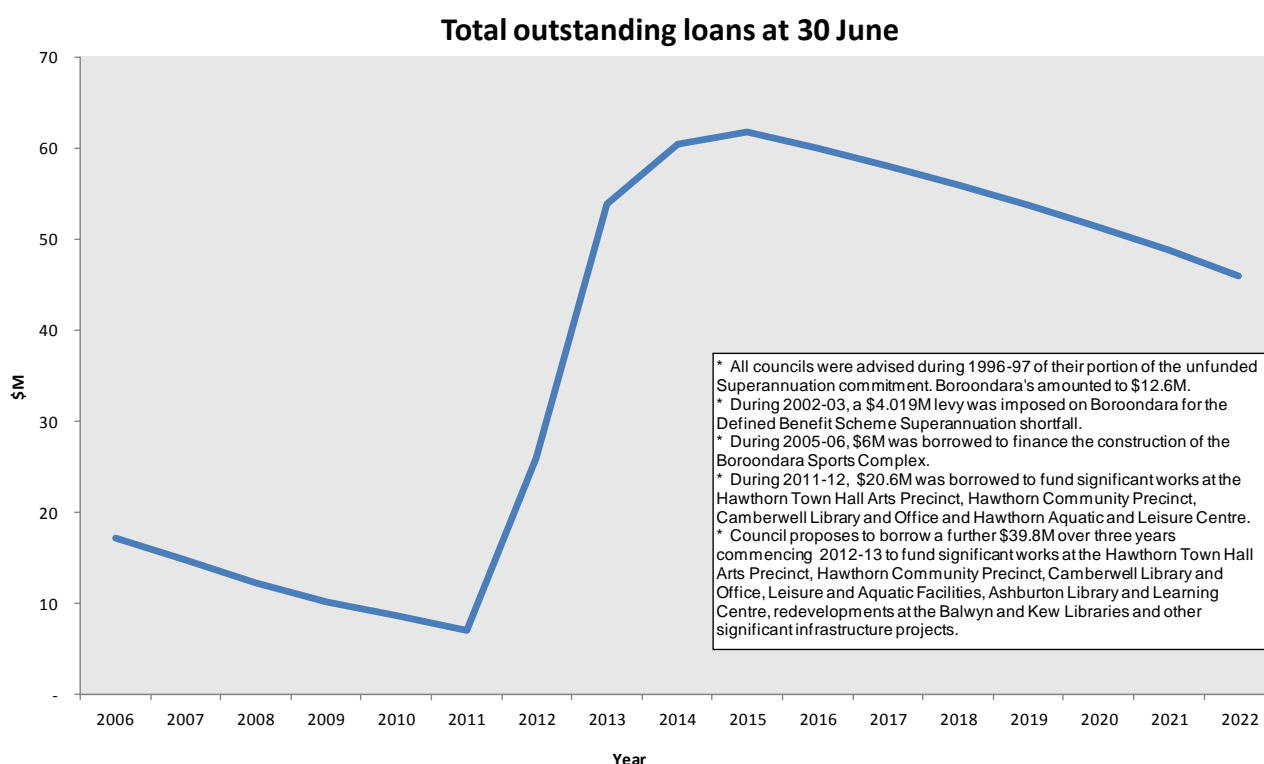 Total outstanding loans at 30 June
70
60
50
40
30
20
10
-
$M
* All councils were advised during 1996-97 of their portion of the unfunded
Superannuation commitment. Boroondara's amounted to $12.6M.
* During 2002-03, a $4.019M levy was imposed on Boroondara for the
Defined Benefit Scheme Superannuation shortfall.
* During 2005-06, $6M was borrowed to finance the construction of the
Boroondara Sports Complex.
* During 2011-12, $20.6M was borrowed to fund significant works at the
Hawthorn Town Hall Arts Precinct, Hawthorn Community Precinct,
Camberwell Library and Office and Hawthorn Aquatic and Leisure Centre.
* Council proposes to borrow a further $39.8M over three years
commencing 2012-13 to fund significant works at the Hawthorn Town Hall
Arts Precinct, Hawthorn Community Precinct, Camberwell Library and
Office, Leisure and Aquatic Facilities, Ashburton Library and Learning
Centre, redevelopments at the Balwyn and Kew Libraries and other
significant infrastructure projects.
2006 2007 2008 2009 2010 2011 2012 2013 2014 2015 2016 2017 2018 2019 2020 2021 2022
Year